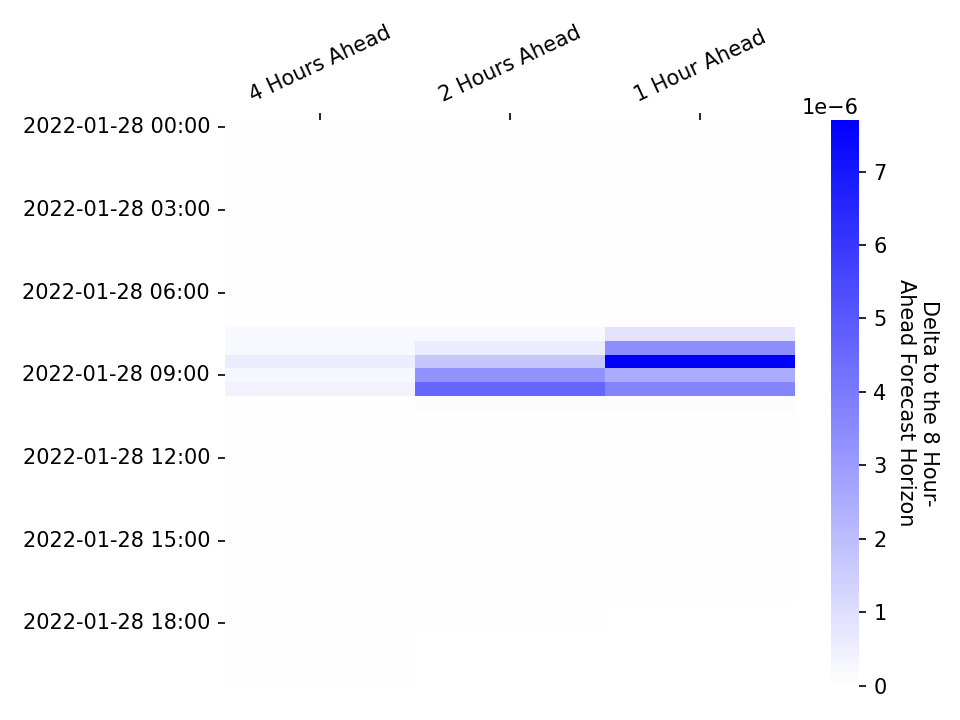 4 Hours Ahead
2 Hours Ahead
1 Hour Ahead
1e−6
2022-01-28 00:00
2022-01-28 03:00
2022-01-28 06:00
2022-01-28 09:00
2022-01-28 12:00
2022-01-28 15:00
2022-01-28 18:00
7
6
5
4
3
2
1
0
Delta to the 8 Hour-
Ahead Forecast Horizon